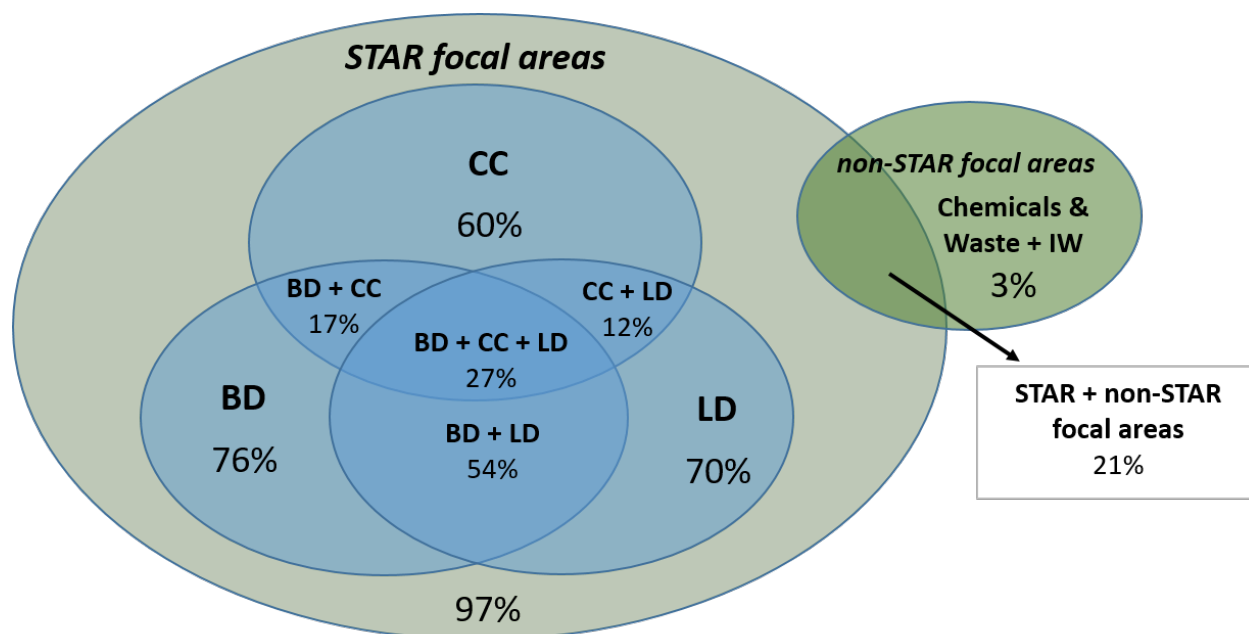 STAR focal areas
CC
60%
non-STAR focal areas
Chemicals &
Waste + IW
3%
BD + CC
17%
CC + LD
12%
BD + CC + LD
27%
BD
76%
LD
70%
BD + LD
54%
STAR + non-STAR
focal areas
21%
97%